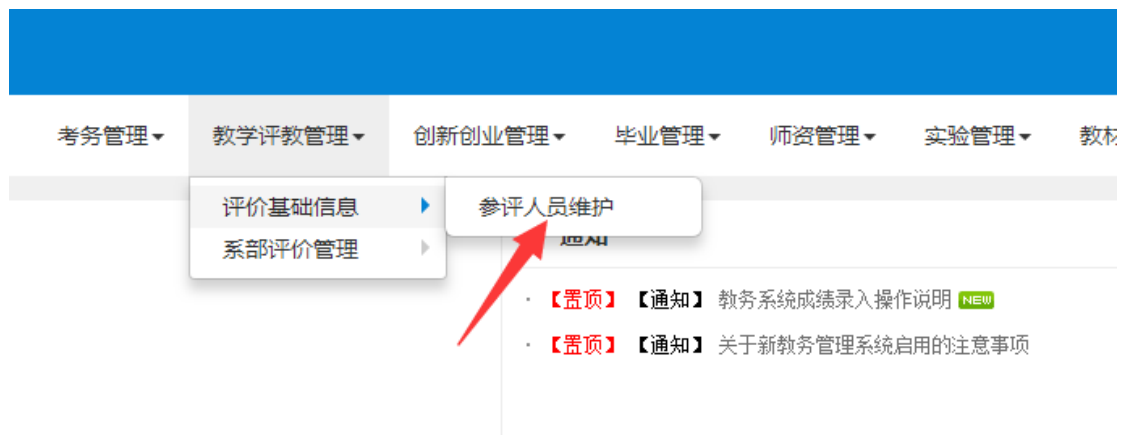 考务管理 教学评教管理 创新创业管理 毕业管理 师资管理 实验管理 教材
评价基础信息 参评人员维护
系部评价管理
通知
· 【置顶】 【通知】 教务系统成绩录入操作说明 NEW
· 【置顶】 【通知】 关于新教务管理系统启用的注意事项